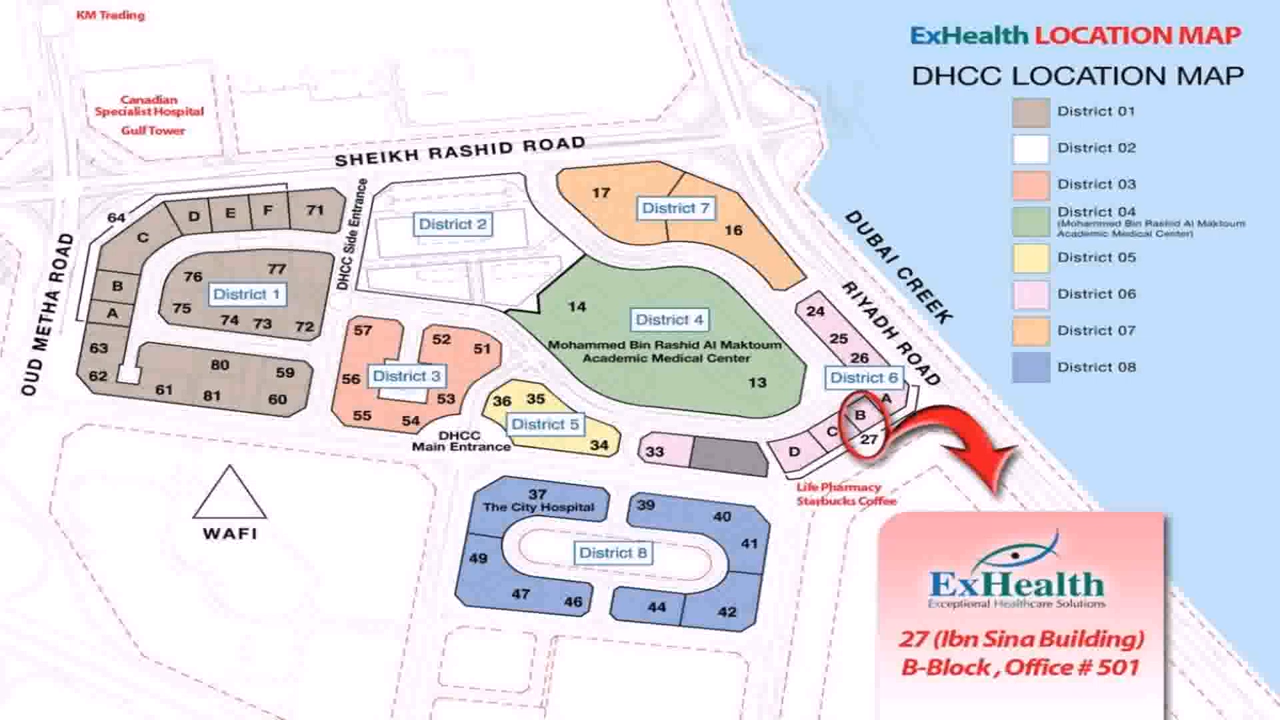 KM Trading
ExHealth LOCATION MAP
DHCC LOCATION MAP
Canadian
Specialist Hospital
Gulf Tower
District 01
District 02
District 03
District 04
(Mohammed Bin Rashid Al Maktoum
Academic Medical Center)
District 05
District 06
District 07
District 08
SHEIKH RASHID ROAD
OUD METHA ROAD
DHCC Side Entrance
DUBAI CREEK
RIYADH ROAD
64
C
D
E
F
71
B
A
76
77
District 1
75
74
73
72
63
62
80
59
61
81
60
District 2
17
District 7
16
14
District 4
Mohammed Bin Rashid Al Maktoum
Academic Medical Center
13
57
52
51
56
District 3
53
55
54
36
35
District 5
34
DHCC
Main Entrance
24
25
26
District 6
A
B
C
27
D
33
Life Pharmacy
Starbucks Coffee
WAFI
37
The City Hospital
39
40
41
District 8
49
47
46
44
42
ExHealth
Exceptional Healthcare Solutions
27 (Ibn Sina Building)
B-Block , Office # 501